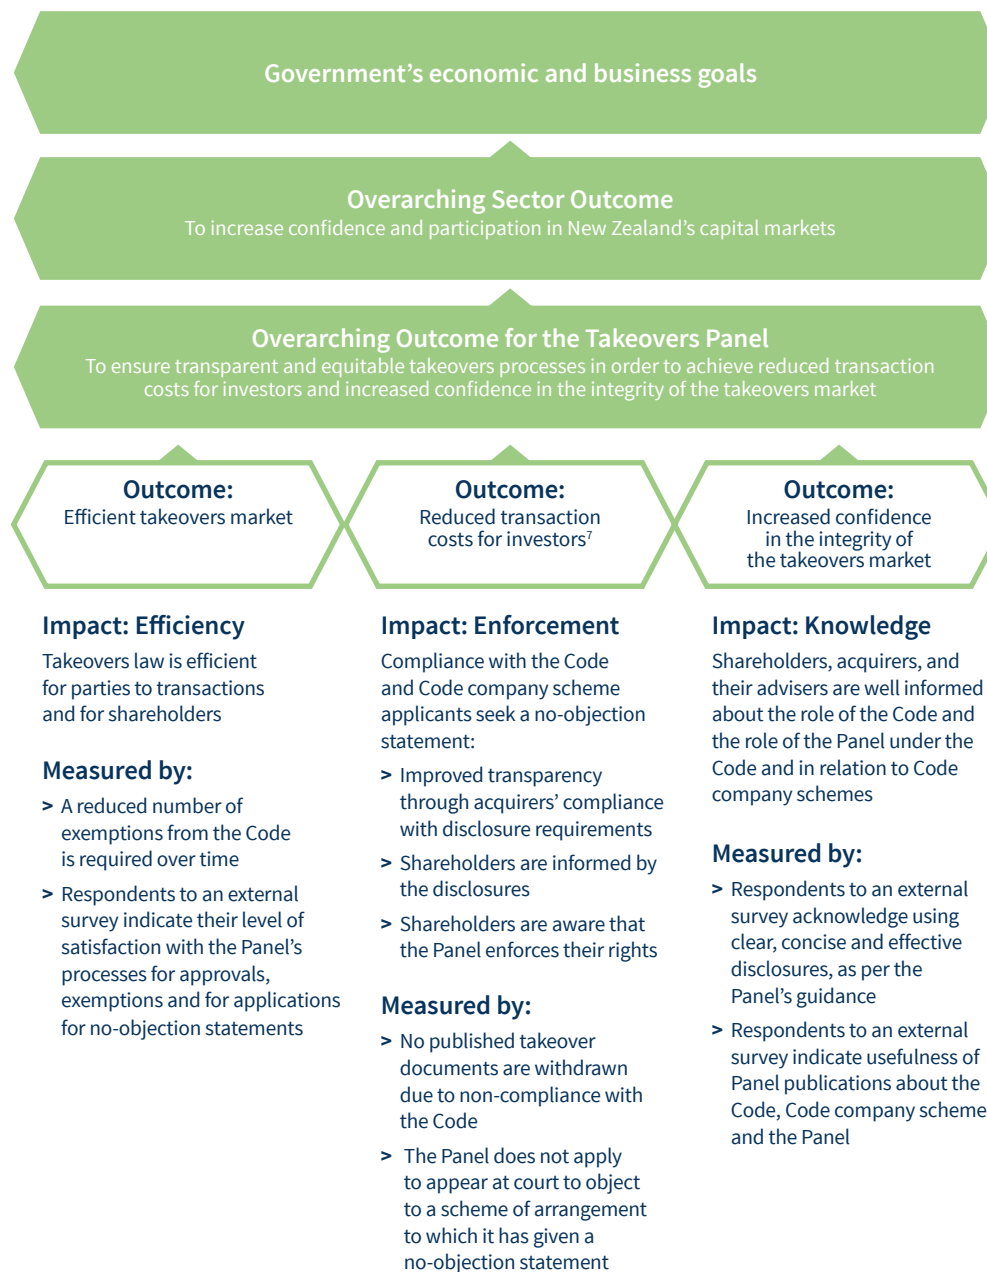 Government’s economic and business goals
Overarching Sector Outcome
To increase confidence and participation in New Zealand’s capital markets
Overarching Outcome for the Takeovers Panel
To ensure transparent and equitable takeovers processes in order to achieve reduced transaction
costs for investors and increased confidence in the integrity of the takeovers market
Outcome:
Efficient takeovers market
Outcome:
Reduced transaction
costs for investors7
Outcome:
Increased confidence
in the integrity of
the takeovers market
Impact: Efficiency
Takeovers law is efficient
for parties to transactions
and for shareholders
Measured by:
> A reduced number of
exemptions from the Code
is required over time
> Respondents to an external
survey indicate their level of
satisfaction with the Panel’s
processes for approvals,
exemptions and for applications
for no-objection statements
Impact: Enforcement
Compliance with the Code
and Code company scheme
applicants seek a no-objection
statement:
> Improved transparency
through acquirers’ compliance
with disclosure requirements
> Shareholders are informed by
the disclosures
> Shareholders are aware that
the Panel enforces their rights
Measured by:
> No published takeover
documents are withdrawn
due to non-compliance with
the Code
> The Panel does not apply
to appear at court to object
to a scheme of arrangement
to which it has given a
no-objection statement
Impact: Knowledge
Shareholders, acquirers, and
their advisers are well informed
about the role of the Code and
the role of the Panel under the
Code and in relation to Code
company schemes
Measured by:
> Respondents to an external
survey acknowledge using
clear, concise and effective
disclosures, as per the
Panel’s guidance
> Respondents to an external
survey indicate usefulness of
Panel publications about the
Code, Code company scheme
and the Panel